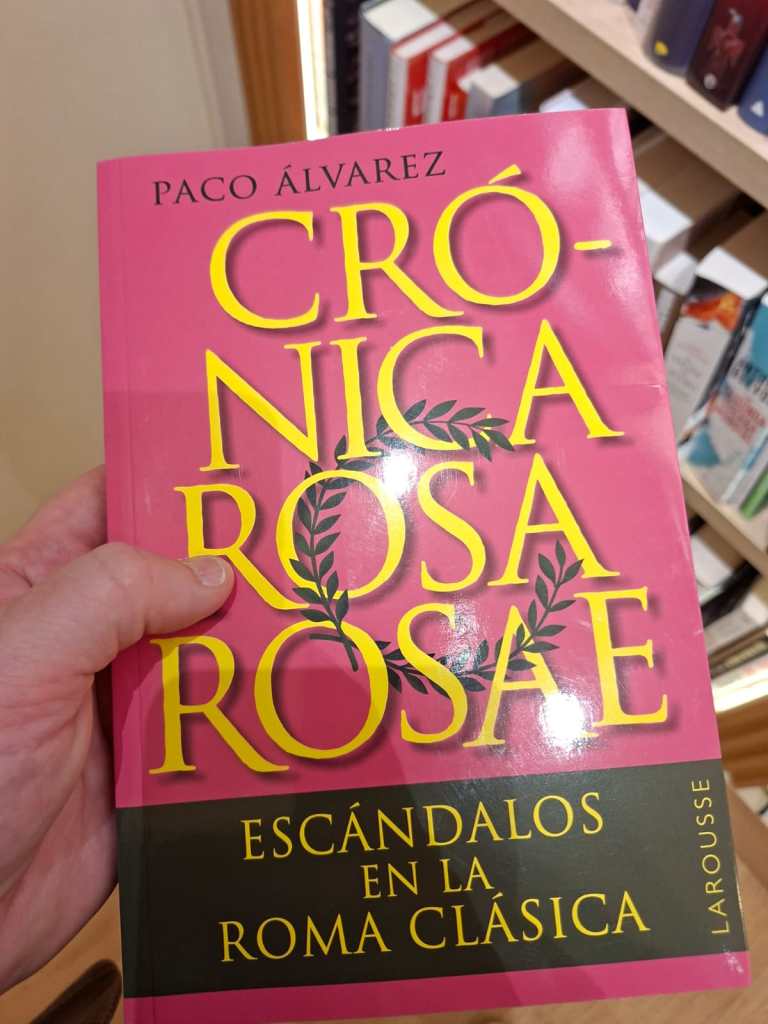 PACO ÁLVAREZ
CRÓ-
NICA
ROSA
ROSAE
ESCÁNDALOS
EN LA
ROMA CLÁSICA
LAROUSSE